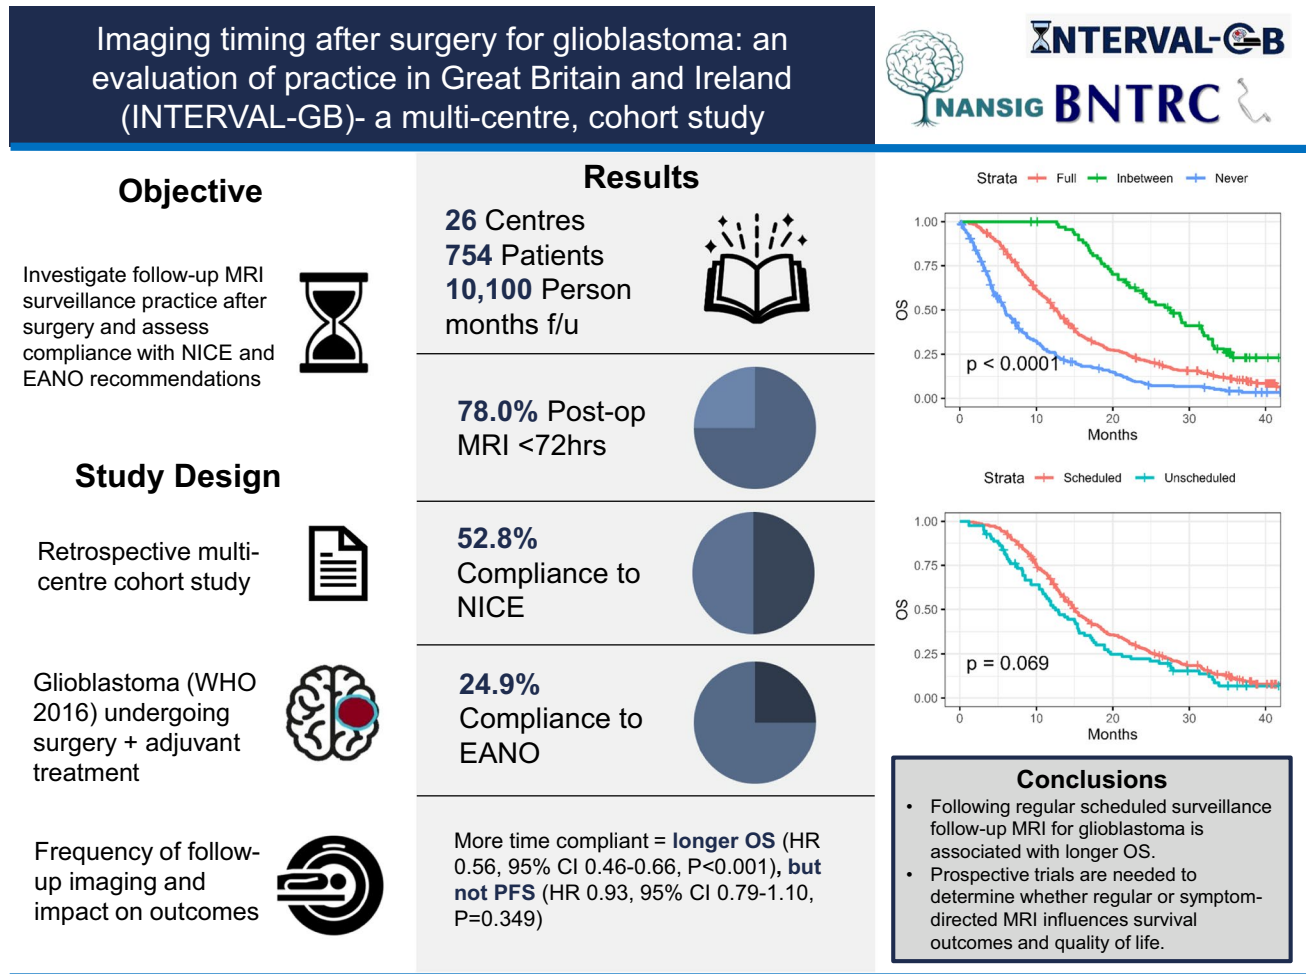 Imaging timing after surgery for glioblastoma: an
evaluation of practice in Great Britain and Ireland
(INTERVAL-GB)- a multi-centre, cohort study
NANSIG
INTERVAL-GB
BNTRC
Objective
Investigate follow-up MRI
surveillance practice after
surgery and assess
compliance with NICE and
EANO recommendations
Study Design
Retrospective multi-
centre cohort study
Glioblastoma (WHO
2016) undergoing
surgery + adjuvant
treatment
Frequency of follow-
up imaging and
impact on outcomes
Results
26 Centres
754 Patients
10,100 Person
months f/u
78.0% Post-op
MRI <72hrs
52.8%
Compliance to
NICE
24.9%
Compliance to
EANO
More time compliant = longer OS (HR
0.56, 95% CI 0.46-0.66, P<0.001), but
not PFS (HR 0.93, 95% CI 0.79-1.10,
P=0.349)
Strata Full Inbetween Never
1.00
0.75
0.50
0.25
0.00
OS
p < 0.0001
0 10 20 30 40
Months
Strata Scheduled Unscheduled
1.00
0.75
0.50
0.25
0.00
OS
p = 0.069
0 10 20 30 40
Months
Conclusions
• Following regular scheduled surveillance
follow-up MRI for glioblastoma is
associated with longer OS.
• Prospective trials are needed to
determine whether regular or symptom-
directed MRI influences survival
outcomes and quality of life.